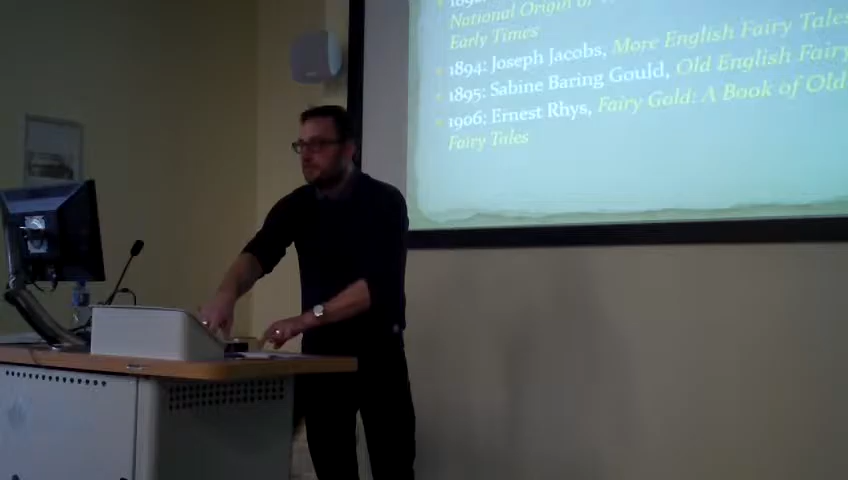 National Origin of
Early Times
1894: Joseph Jacobs, More English Fairy Tales
1895: Sabine Baring Gould, Old English Fairy
1906: Ernest Rhys, Fairy Gold: A Book of Old
Fairy Tales